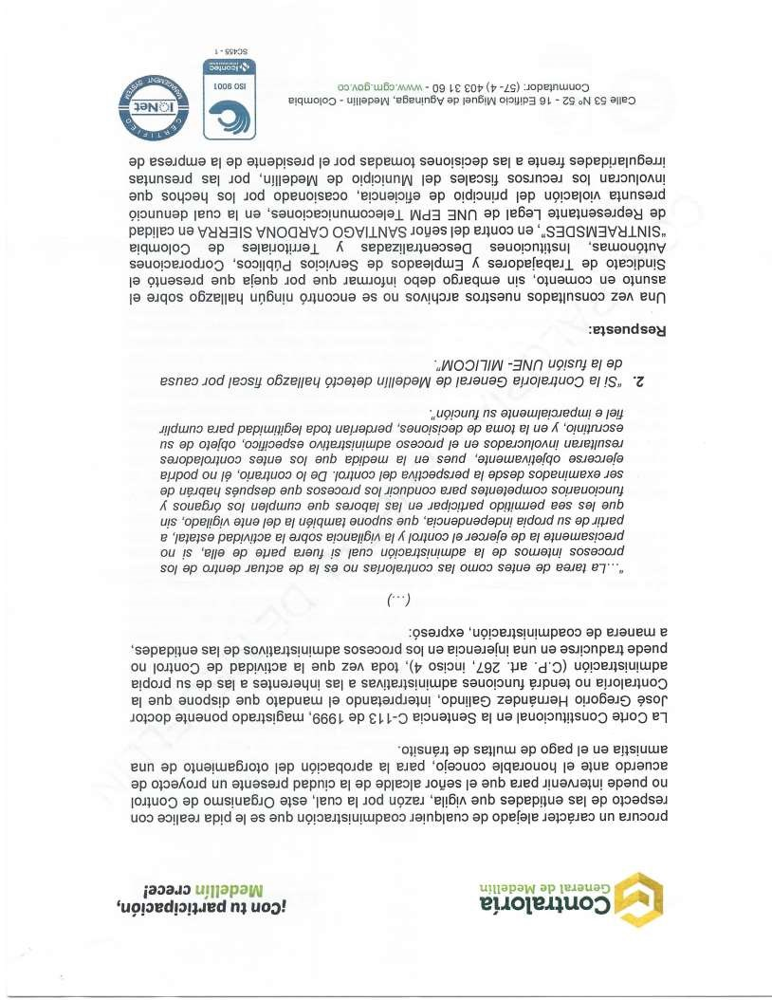 Contraloría
General de Medellín
¡Con tu participación,
Medellín crece!
procura un carácter alejado de cualquier coadministración que se le pida realice con
respecto de las entidades que vigila, razón por la cual, este Organismo de Control
no puede intervenir para que el señor alcalde de la ciudad presente un proyecto de
acuerdo ante el honorable concejo, para la aprobación del otorgamiento de una
amnistía en el pago de multas de tránsito.
La Corte Constitucional en la Sentencia C-113 de 1999, magistrado ponente doctor
José Gregorio Hernández Galindo, interpretando el mandato que dispone que la
Contraloría no tendrá funciones administrativas a las inherentes a las de su propia
administración (C.P. art. 267, inciso 4), toda vez que la actividad de Control no
puede traducirse en una injerencia en los procesos administrativos de las entidades,
a manera de coadministración, expresó:
(...)
"...La tarea de entes como las contralorías no es la de actuar dentro de los
procesos internos de la administración cual si fuera parte de ella, si no
precisamente la de ejercer el control y la vigilancia sobre la actividad estatal, a
partir de su propia independencia, que supone también la del ente vigilado, sin
que les sea permitido participar en las labores que cumplen los órganos y
funcionarios competentes para conducir los procesos que después habrán de
ser examinados desde la perspectiva del control. De lo contrario, él no podría
ejercerse objetivamente, pues en la medida que los entes controladores
resultaran involucrados en el proceso administrativo específico, objeto de su
escrutinio, y en la toma de decisiones, perderían toda legitimidad para cumplir
fiel e imparcialmente su función".
2. "Si la Contraloría General de Medellín detectó hallazgo fiscal por causa
de la fusión UNE- MILICOM".
Respuesta:
Una vez consultados nuestros archivos no se encontró ningún hallazgo sobre el
asunto en comento, sin embargo debo informar que por queja que presentó el
Sindicato de Trabajadores y Empleados de Servicios Públicos, Corporaciones
Autónomas, Instituciones Descentralizadas y Territoriales de Colombia
"SINTRAEMSDES", en contra del señor SANTIAGO CARDONA SIERRA en calidad
de Representante Legal de UNE EPM Telecomunicaciones, en la cual denunció
presunta violación del principio de eficiencia, ocasionado por los hechos que
involucran los recursos fiscales del Municipio de Medellín, por las presuntas
irregularidades frente a las decisiones tomadas por el presidente de la empresa de
Calle 53 Nº 52 - 16 Edificio Miguel de Aguinaga, Medellín - Colombia
Conmutador: (57- 4) 403 31 60 - www.cgm.gov.co
ISO 9001
icontec
SC455 - 1
CERTIFIED
IQNet
MANAGEMENT SYSTEM